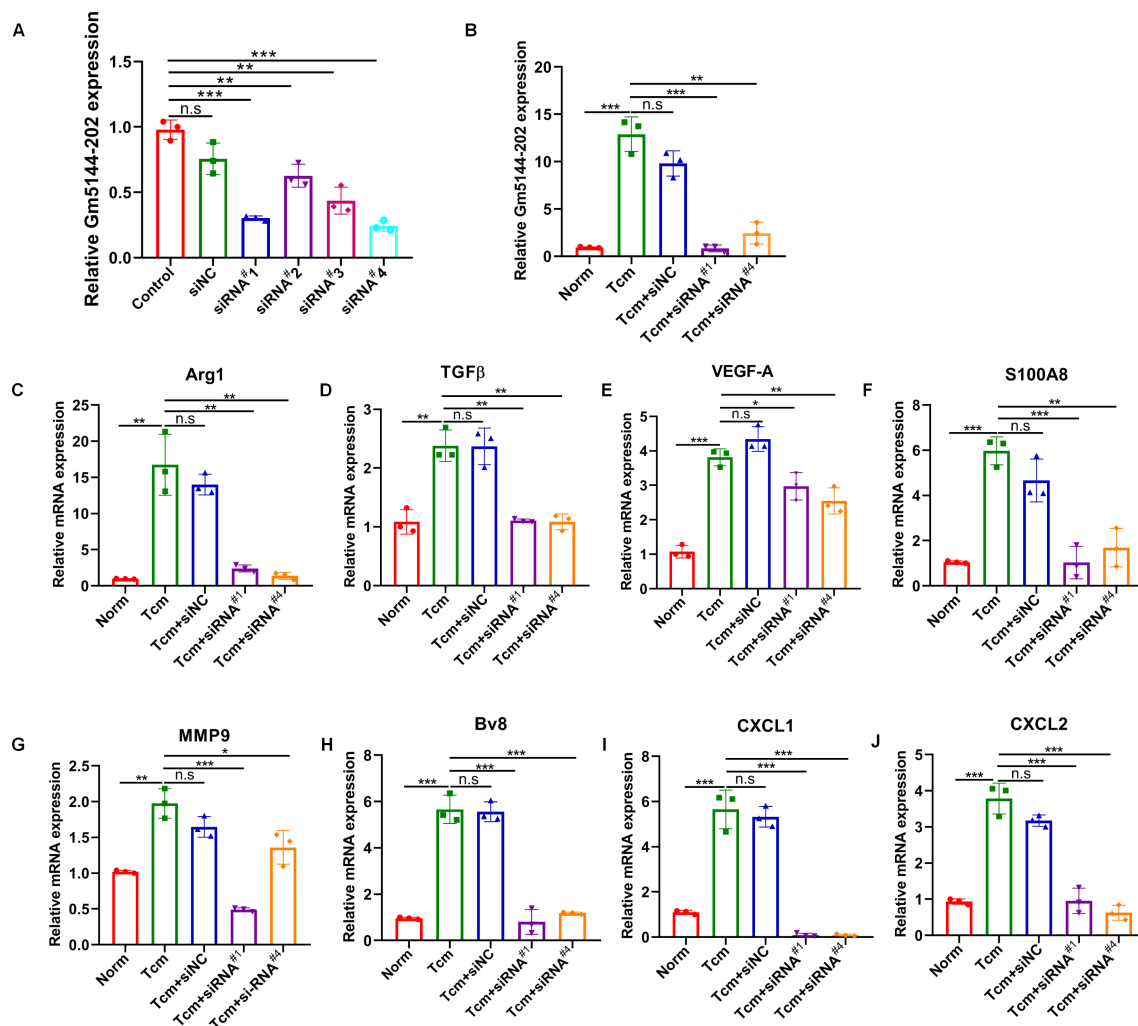 A
Relative Gm5144-202 expression
1.5
1.0
0.5
0.0
***
**
**
***
n.s
Control
siNC
siRNA#1
siRNA#2
siRNA#3
siRNA#4
B
Relative Gm5144-202 expression
20
15
10
5
0
**
***
***
n.s
Norm
Tcm
Tcm+siNC
Tcm+siRNA#1
Tcm+siRNA#4
C
Arg1
Relative mRNA expression
25
20
15
10
5
0
**
**
**
n.s
Norm
Tcm
Tcm+siNC
Tcm+siRNA#1
Tcm+siRNA#4
D
TGFβ
Relative mRNA expression
3
2
1
0
**
**
**
n.s
Norm
Tcm
Tcm+siNC
Tcm+siRNA#1
Tcm+siRNA#4
E
VEGF-A
Relative mRNA expression
5
4
3
2
1
0
**
*
n.s
***
Norm
Tcm
Tcm+siNC
Tcm+siRNA#1
Tcm+siRNA#4
F
S100A8
Relative mRNA expression
8
6
4
2
0
**
***
***
n.s
Norm
Tcm
Tcm+siNC
Tcm+siRNA#1
Tcm+siRNA#4
G
MMP9
Relative mRNA expression
2.5
2.0
1.5
1.0
0.5
0.0
*
***
**
n.s
Norm
Tcm
Tcm+siNC
Tcm+siRNA#1
Tcm+si-RNA#4
H
Bv8
Relative mRNA expression
8
6
4
2
0
***
***
***
n.s
Norm
Tcm
Tcm+siNC
Tcm+siRNA#1
Tcm+siRNA#4
I
CXCL1
Relative mRNA expression
8
6
4
2
0
***
***
***
n.s
Norm
Tcm
Tcm+siNC
Tcm+siRNA#1
Tcm+siRNA#4
J
CXCL2
Relative mRNA expression
5
4
3
2
1
0
***
***
***
n.s
Norm
Tcm
Tcm+siNC
Tcm+siRNA#1
Tcm+siRNA#4